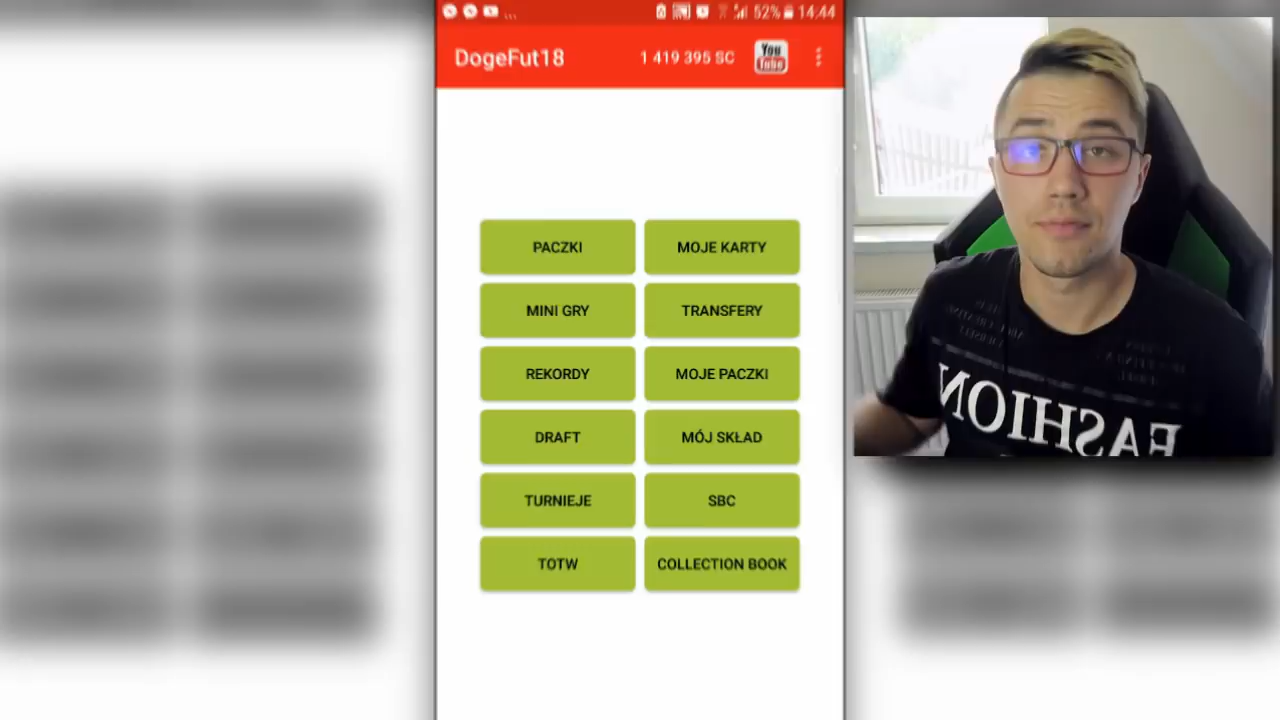 ... 52% 14:44
DogeFut18 1 419 395 SC You Tube
PACZKI MOJE KARTY
MINI GRY TRANSFERY
REKORDY MOJE PACZKI
DRAFT MÓJ SKŁAD
TURNIEJE SBC
TOTW COLLECTION BOOK
FASHION